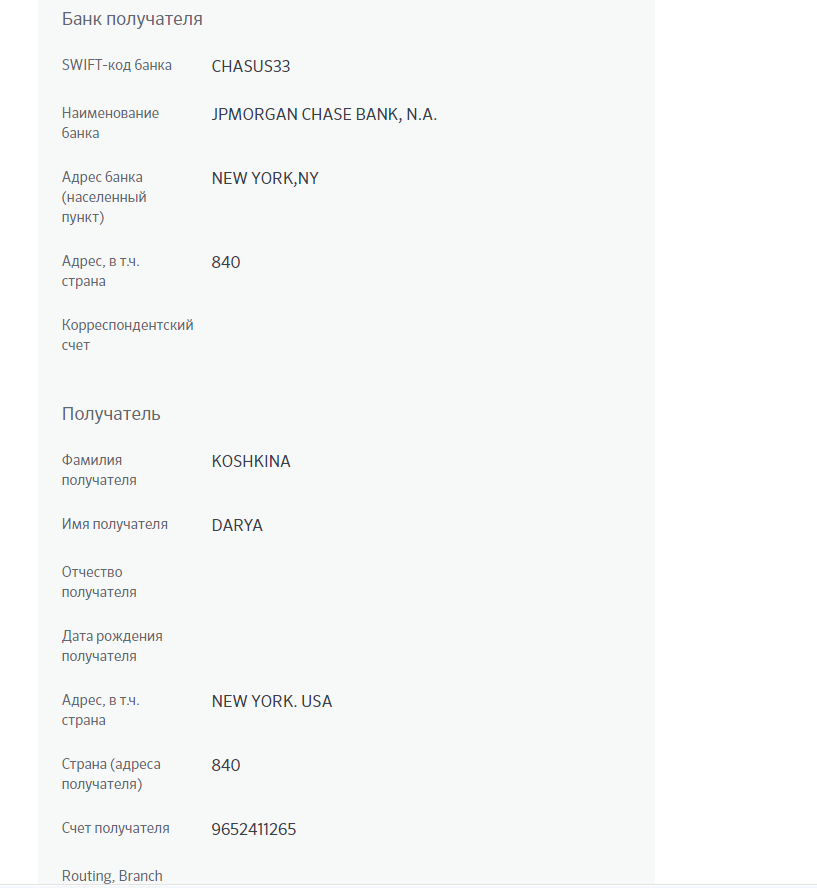 Банк получателя
SWIFT-код банка CHASUS33
Наименование JPMORGAN CHASE BANK, N.A.
банка
Адрес банка NEW YORK,NY
(населенный
пункт)
Адрес, в т.ч. 840
страна
Корреспондентский
счет
Получатель
Фамилия KOSHKINA
получателя
Имя получателя DARYA
Отчество
получателя
Дата рождения
получателя
Адрес, в т.ч. NEW YORK. USA
страна
Страна (адреса 840
получателя)
Счет получателя 9652411265
Routing, Branch